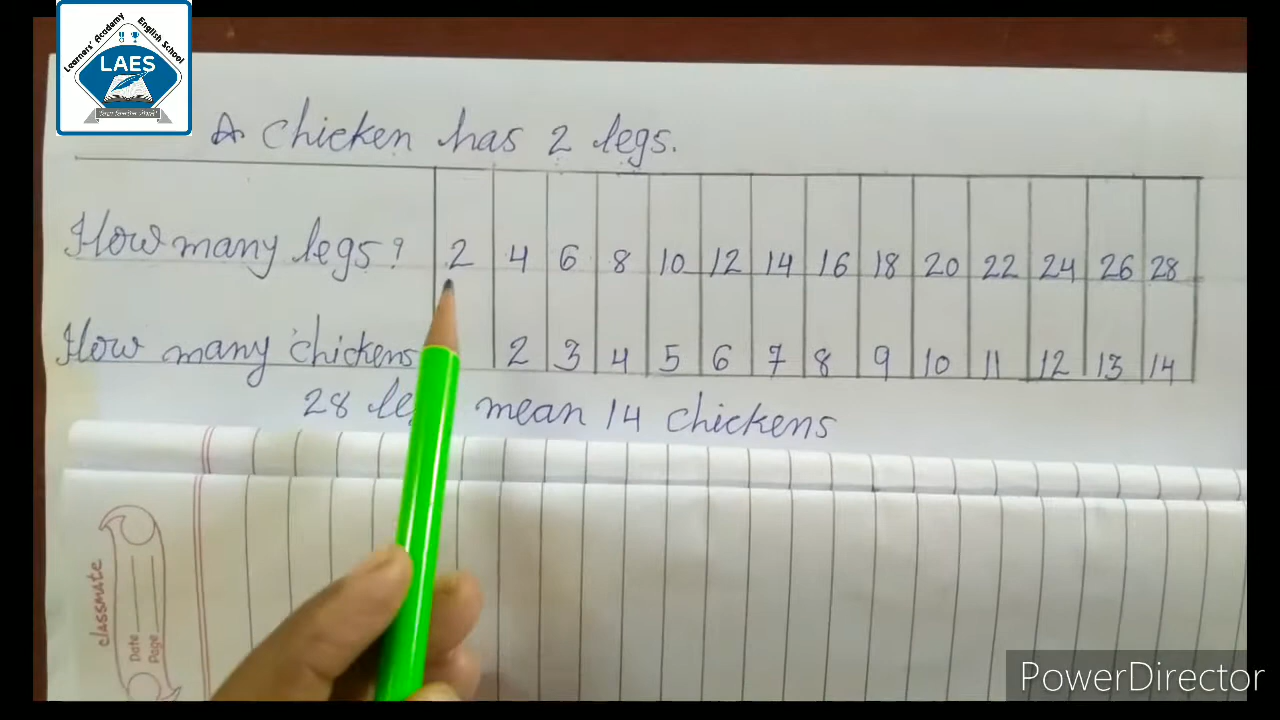 Learners' Academy English School
LAES
A chicken has 2 legs.
How many legs? 2 4 6 8 10 12 14 16 18 20 22 24 26 28
How many chickens 2 3 4 5 6 7 8 9 10 11 12 13 14
28 le mean 14 chickens
classmate
Date
Page
PowerDirector